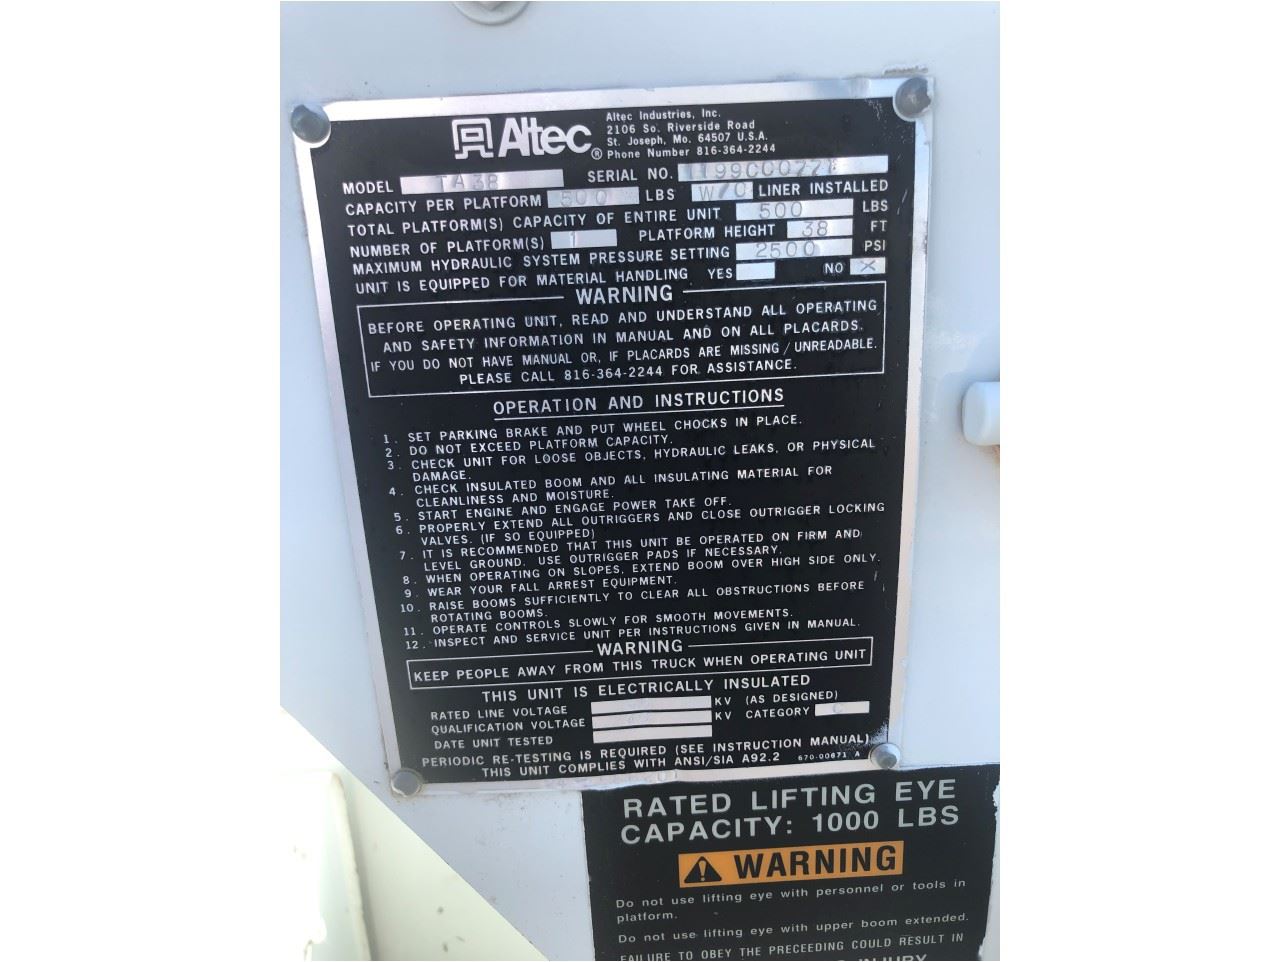 Altec®
Altec Industries, Inc.
2106 So. Riverside Road
St. Joseph, Mo. 64507 U.S.A.
Phone Number 816-364-2244
MODEL TA38 SERIAL NO.
CAPACITY PER PLATFORM 500 LBS W/O LINER INSTALLED
TOTAL PLATFORM(S) CAPACITY OF ENTIRE UNIT 500 LBS
NUMBER OF PLATFORM(S) 1 PLATFORM HEIGHT 38 FT
MAXIMUM HYDRAULIC SYSTEM PRESSURE SETTING 2500 PSI
UNIT IS EQUIPPED FOR MATERIAL HANDLING YES NO X
WARNING
BEFORE OPERATING UNIT, READ AND UNDERSTAND ALL OPERATING
AND SAFETY INFORMATION IN MANUAL AND ON ALL PLACARDS.
IF YOU DO NOT HAVE MANUAL OR, IF PLACARDS ARE MISSING/UNREADABLE.
PLEASE CALL 816-364-2244 FOR ASSISTANCE.
OPERATION AND INSTRUCTIONS
1. SET PARKING BRAKE AND PUT WHEEL CHOCKS IN PLACE.
2. DO NOT EXCEED PLATFORM CAPACITY.
3. CHECK UNIT FOR LOOSE OBJECTS, HYDRAULIC LEAKS, OR PHYSICAL
DAMAGE.
4. CHECK INSULATED BOOM AND ALL INSULATING MATERIAL FOR
CLEANLINESS AND MOISTURE.
5. START ENGINE AND ENGAGE POWER TAKE OFF.
6. PROPERLY EXTEND ALL OUTRIGGERS AND CLOSE OUTRIGGER LOCKING
VALVES. (IF SO EQUIPPED)
7. IT IS RECOMMENDED THAT THIS UNIT BE OPERATED ON FIRM AND
LEVEL GROUND. USE OUTRIGGER PADS IF NECESSARY.
8. WHEN OPERATING ON SLOPES, EXTEND BOOM OVER HIGH SIDE ONLY.
9. WEAR YOUR FALL ARREST EQUIPMENT.
10. RAISE BOOMS SUFFICIENTLY TO CLEAR ALL OBSTRUCTIONS BEFORE
ROTATING BOOMS.
11. OPERATE CONTROLS SLOWLY FOR SMOOTH MOVEMENTS.
12. INSPECT AND SERVICE UNIT PER INSTRUCTIONS GIVEN IN MANUAL.
WARNING
KEEP PEOPLE AWAY FROM THIS TRUCK WHEN OPERATING UNIT
THIS UNIT IS ELECTRICALLY INSULATED
RATED LINE VOLTAGE KV (AS DESIGNED)
QUALIFICATION VOLTAGE KV CATEGORY C
DATE UNIT TESTED
PERIODIC RE-TESTING IS REQUIRED (SEE INSTRUCTION MANUAL)
THIS UNIT COMPLIES WITH ANSI/SIA A92.2 670-00671 A
RATED LIFTING EYE
CAPACITY: 1000 LBS
WARNING
Do not use lifting eye with personnel or tools in
platform.
Do not use lifting eye with upper boom extended.
FAILURE TO OBEY THE PRECEEDING COULD RESULT IN
INJURY